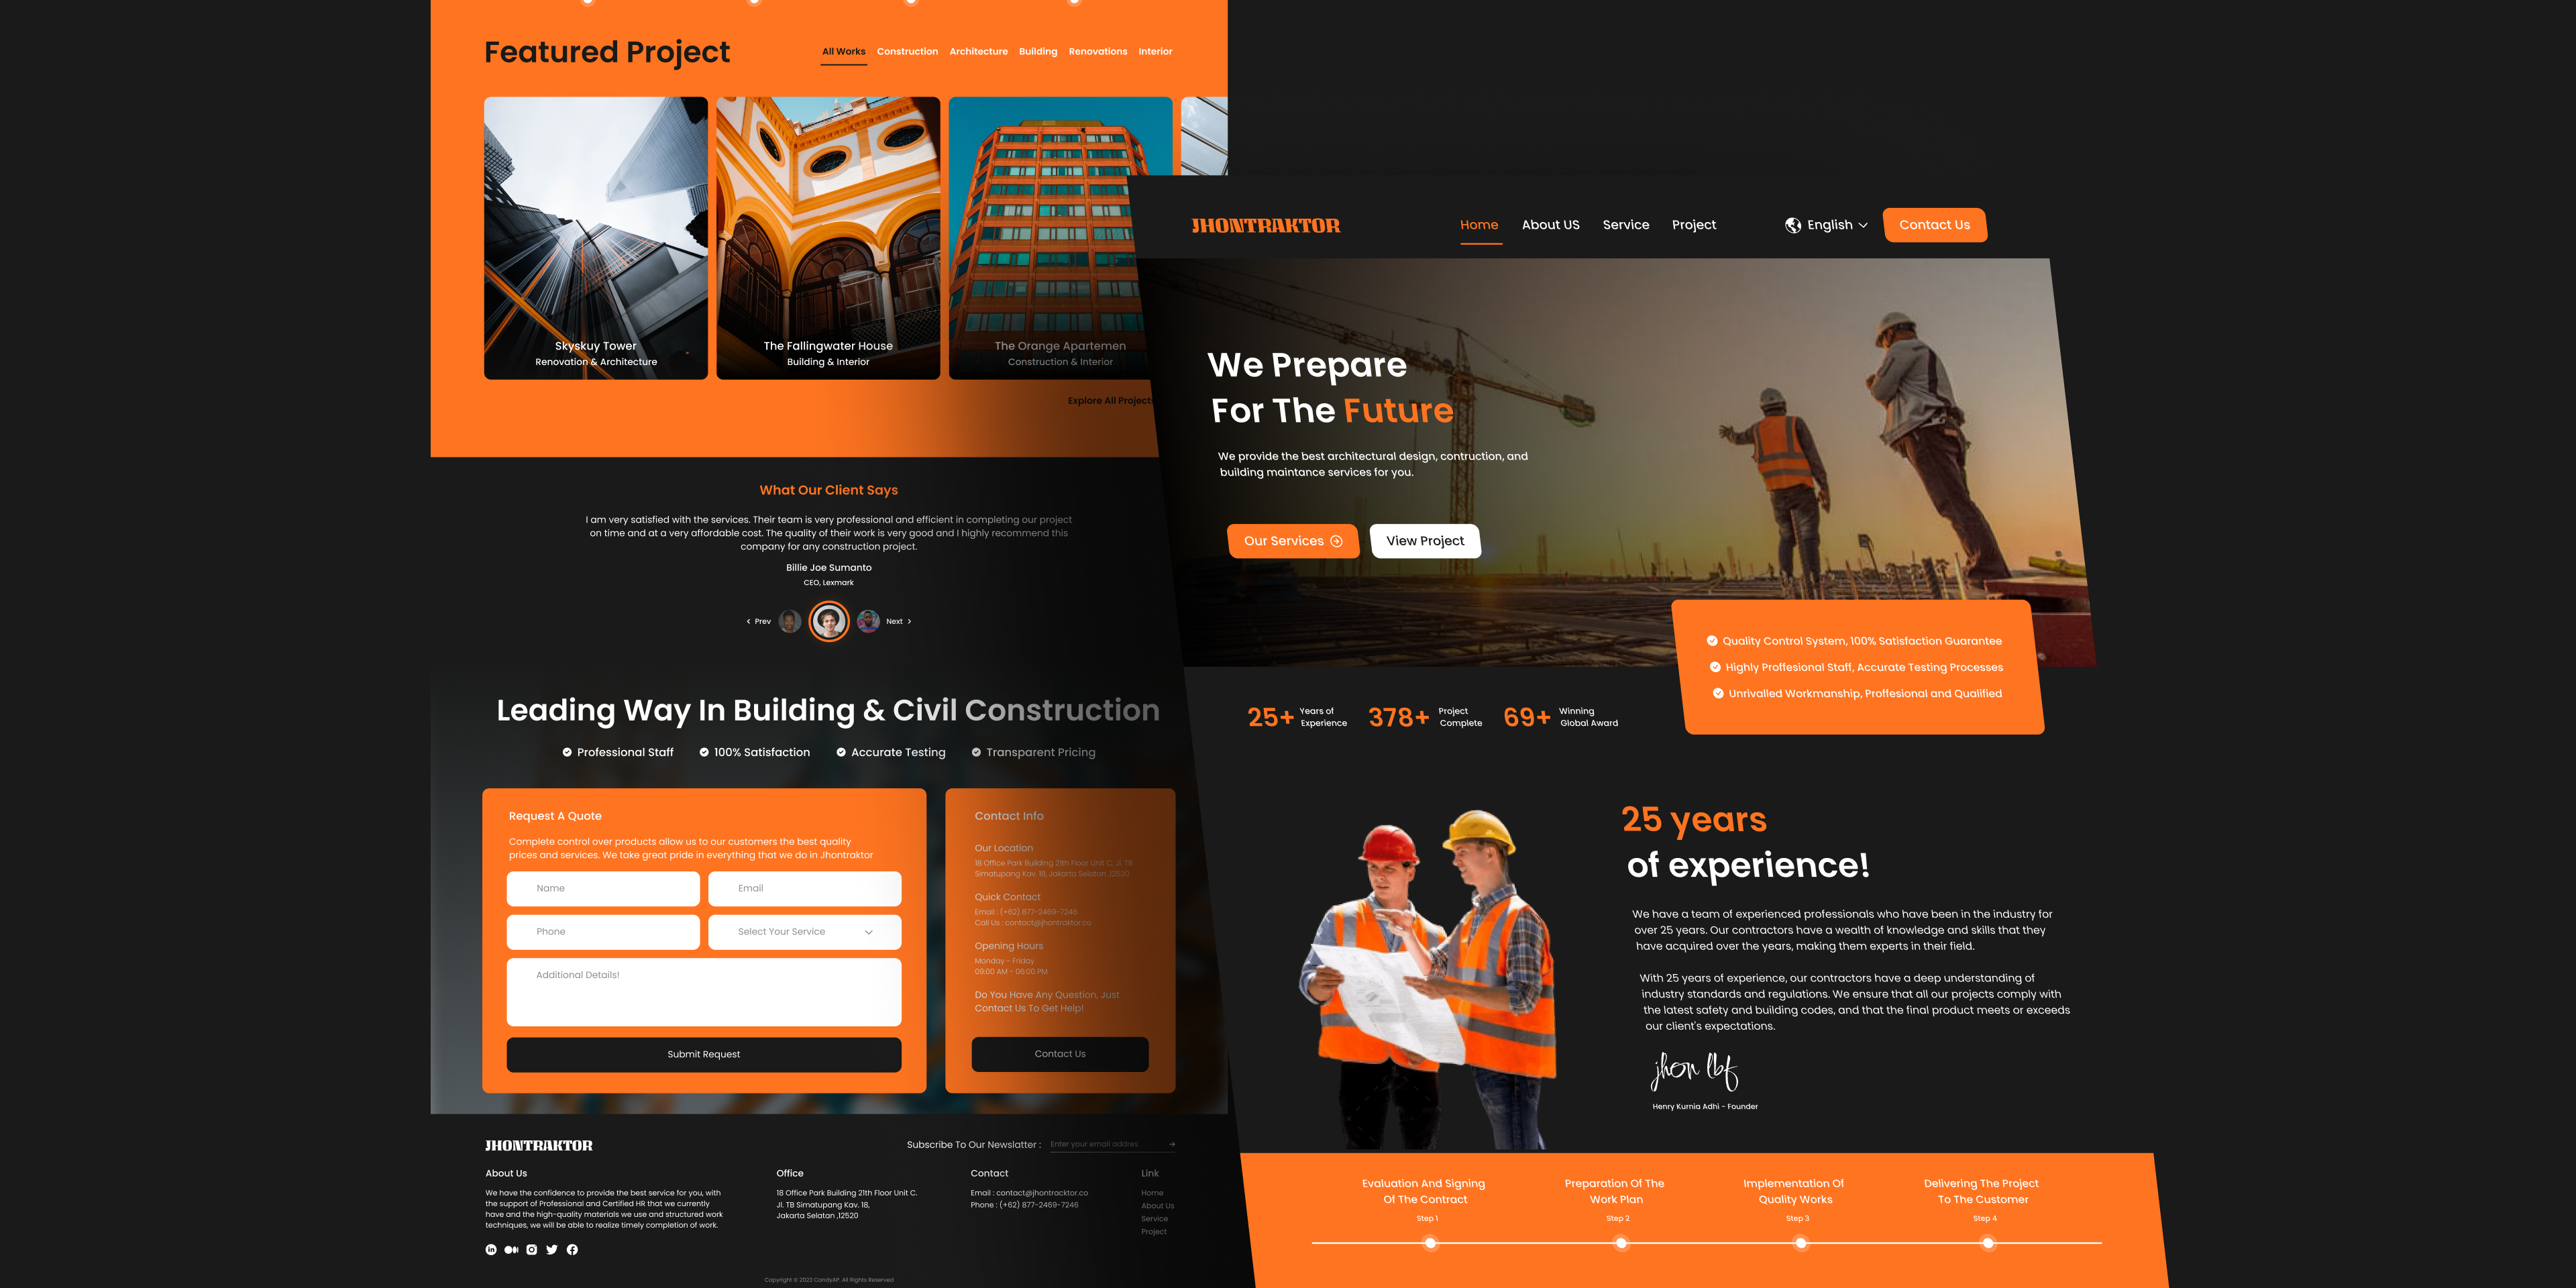 Featured Project
All Works Construction Architecture Building Renovations Interior
Skyskuy Tower
Renovation & Architecture
The Fallingwater House
Building & Interior
The Orange Apartemen
Construction & Interior
Explore All Projects
What Our Client Says
I am very satisfied with the services. Their team is very professional and efficient in completing our project
on time and at a very affordable cost. The quality of their work is very good and I highly recommend this
company for any construction project.
Billie Joe Sumanto
CEO, Lexmark
Prev
Next
Leading Way In Building & Civil Construction
Professional Staff 100% Satisfaction Accurate Testing Transparent Pricing
Request A Quote
Complete control over products allow us to our customers the best quality
prices and services. We take great pride in everything that we do in Jhontraktor
Name
Email
Phone
Select Your Service
Additional Details!
Submit Request
Contact Info
Our Location
18 Office Park Building 21th Floor Unit C. Jl. TB
Simatupang Kav. 18, Jakarta Selatan ,12520
Quick Contact
Email : (+62) 877-2469-7246
Call Us : contact@jhontraktor.co
Opening Hours
Monday - Friday
09:00 AM - 06:00 PM
Do You Have Any Question, Just
Contact Us To Get Help!
Contact Us
JHONTRAKTOR
Subscribe To Our Newslatter :
Enter your email addres
About Us
We have the confidence to provide the best service for you, with
the support of Professional and Certified HR that we currently
have and the high-quality materials we use and structured work
techniques, we will be able to realize timely completion of work.
Office
18 Office Park Building 21th Floor Unit C.
Jl. TB Simatupang Kav. 18,
Jakarta Selatan ,12520
Contact
Email : contact@jhontracktor.co
Phone : (+62) 877-2469-7246
Link
Home
About Us
Service
Project
Copyright © 2023 CandyAP. All Rights Reserved
JHONTRAKTOR
Home About US Service Project
English
Contact Us
We Prepare
For The Future
We provide the best architectural design, contruction, and
building maintance services for you.
Our Services
View Project
Quality Control System, 100% Satisfaction Guarantee
Highly Proffesional Staff, Accurate Testing Processes
Unrivalled Workmanship, Proffesional and Qualified
25+ Years of
Experience
378+ Project
Complete
69+ Winning
Global Award
25 years
of experience!
We have a team of experienced professionals who have been in the industry for
over 25 years. Our contractors have a wealth of knowledge and skills that they
have acquired over the years, making them experts in their field.
With 25 years of experience, our contractors have a deep understanding of
industry standards and regulations. We ensure that all our projects comply with
the latest safety and building codes, and that the final product meets or exceeds
our client's expectations.
jhon lbf
Henry Kurnia Adhi - Founder
Evaluation And Signing
Of The Contract
Step 1
Preparation Of The
Work Plan
Step 2
Implementation Of
Quality Works
Step 3
Delivering The Project
To The Customer
Step 4